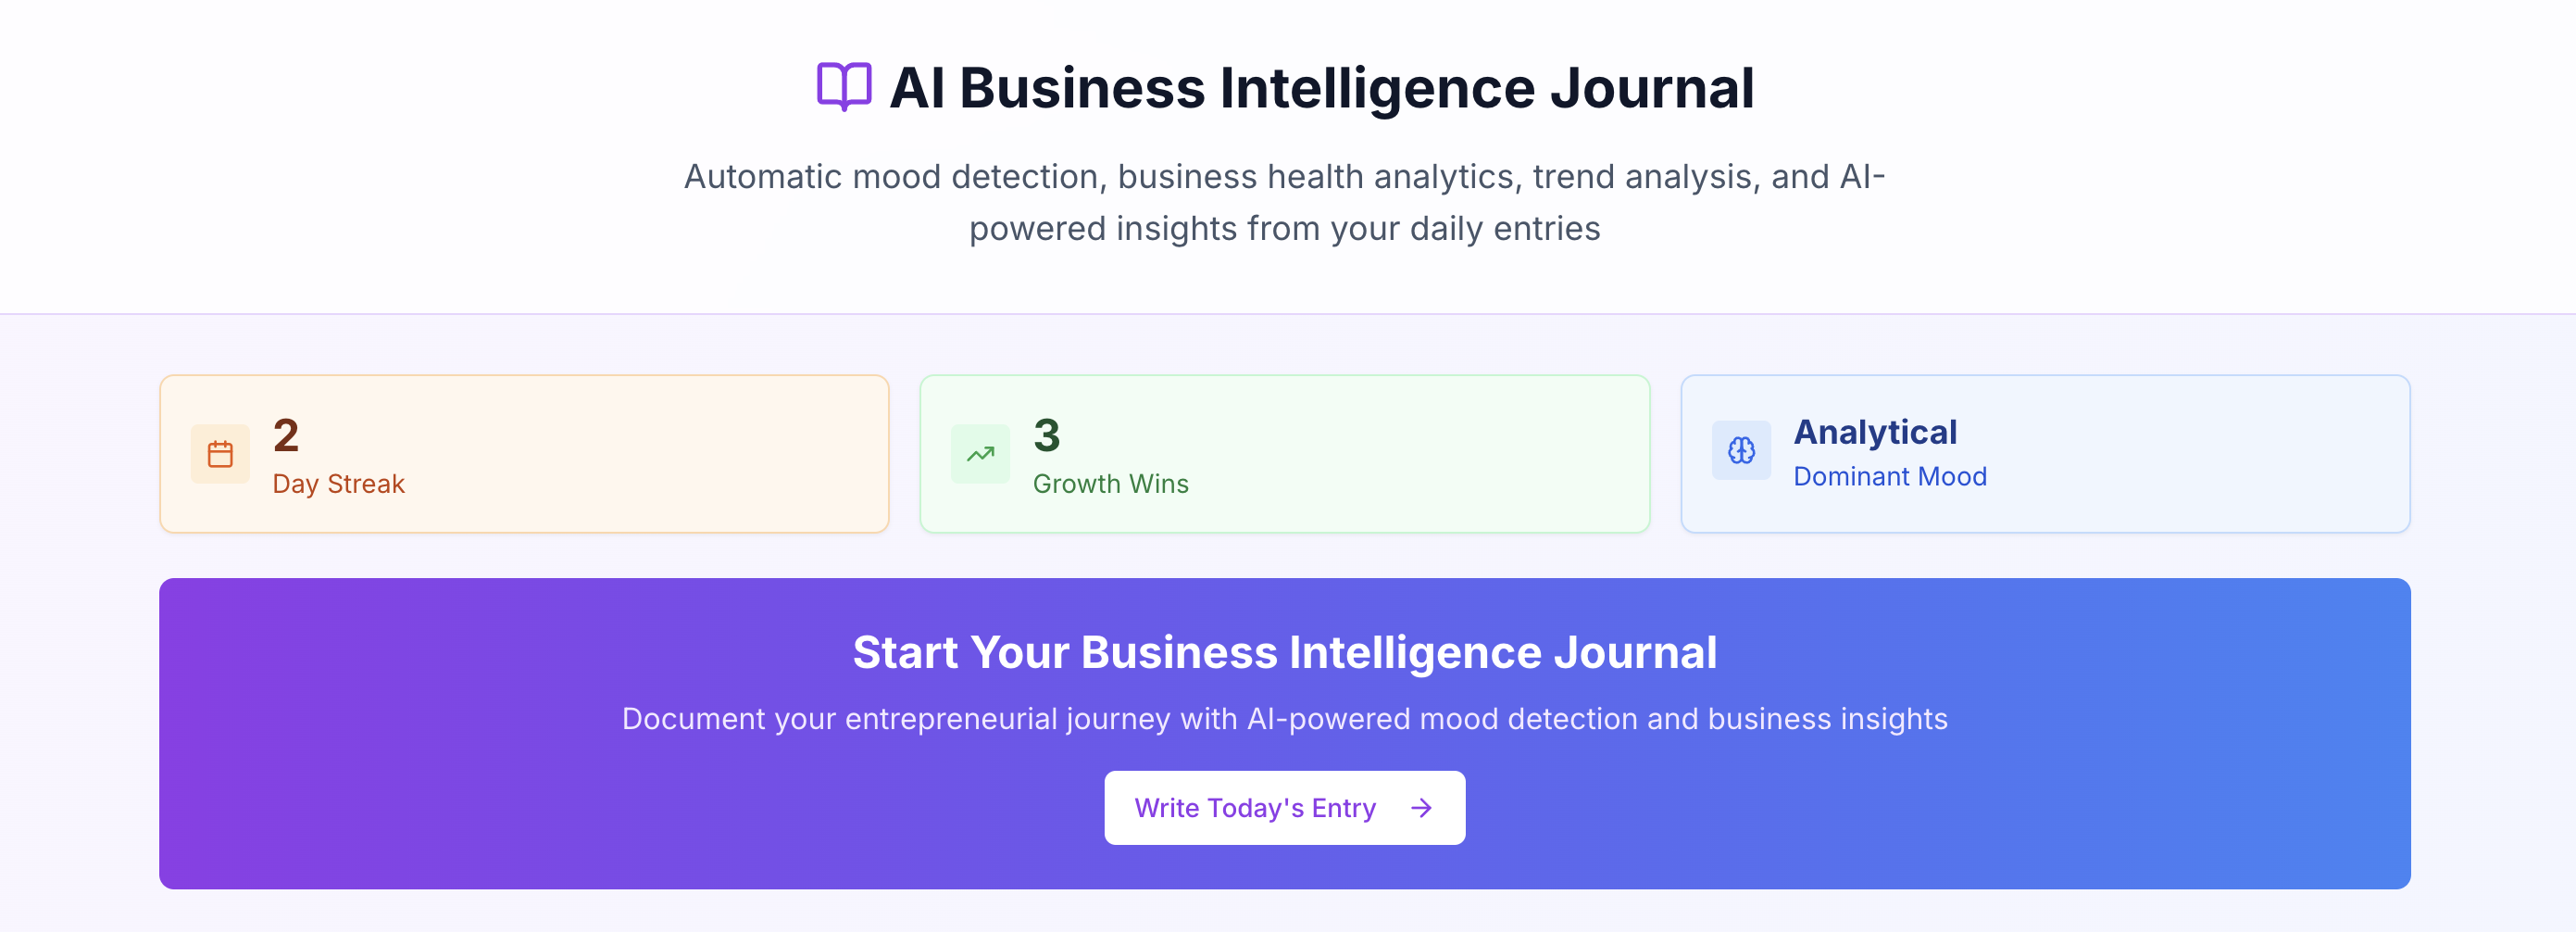 AI Business Intelligence Journal
Automatic mood detection, business health analytics, trend analysis, and AI-
powered insights from your daily entries
2
Day Streak
3
Growth Wins
Analytical
Dominant Mood
Start Your Business Intelligence Journal
Document your entrepreneurial journey with AI-powered mood detection and business insights
Write Today's Entry